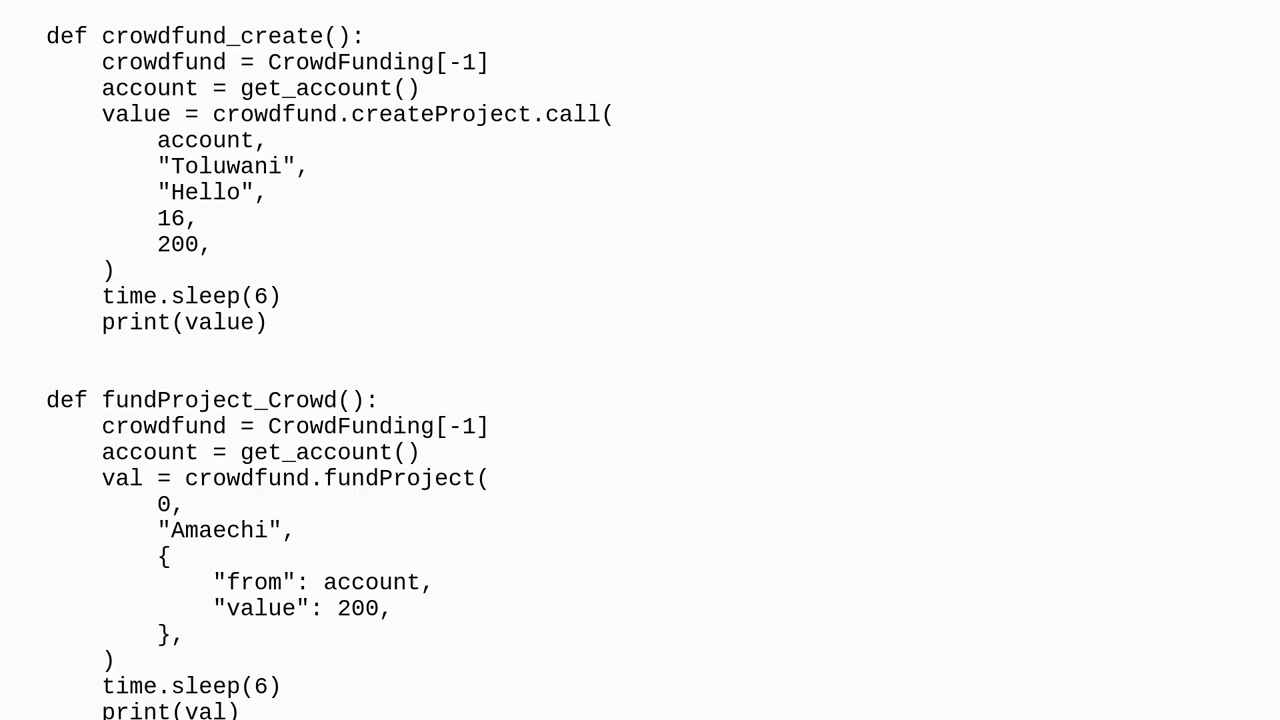 def crowdfund_create():
    crowdfund = CrowdFunding[-1]
    account = get_account()
    value = crowdfund.createProject.call(
        account,
        "Toluwani",
        "Hello",
        16,
        200,
    )
    time.sleep(6)
    print(value)


def fundProject_Crowd():
    crowdfund = CrowdFunding[-1]
    account = get_account()
    val = crowdfund.fundProject(
        0,
        "Amaechi",
        {
            "from": account,
            "value": 200,
        },
    )
    time.sleep(6)
    print(val)